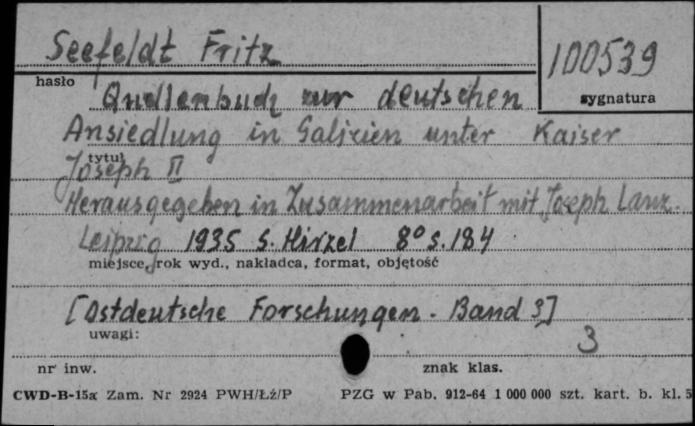 Seefeldt Fritz
100539
hasło
sygnatura
Quellenbuch zur deutschen
Ansiedlung in Galizien unter Kaiser
tytuł
Joseph II
Herausgegeben in Zusammenarbeit mit Joseph Lanz.
Leipzig 1935 S. Hirzel 8° s. 184
miejsce, rok wyd., nakładca, format, objętość
[Ostdeutsche Forschungen. Band 3]
uwagi:
3
nr inw.
znak klas.
CWD-B-15a Zam. Nr 2924 PWH/Łź/P PZG w Pab. 912-64 1 000 000 szt. kart. b. kl. 5